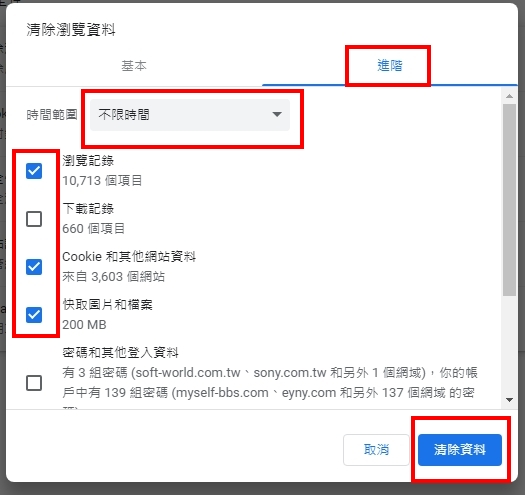 清除瀏覽資料
基本
進階
時間範圍
不限時間
瀏覽記錄
10,713 個項目
下載記錄
660 個項目
Cookie 和其他網站資料
來自 3,603 個網站
快取圖片和檔案
200 MB
密碼和其他登入資料
有 3 組密碼 (soft-world.com.tw、sony.com.tw 和另外 1 個網域)，你的帳
戶中有 139 組密碼 (myself-bbs.com、eyny.com 和另外 137 個網域 的密
取消
清除資料